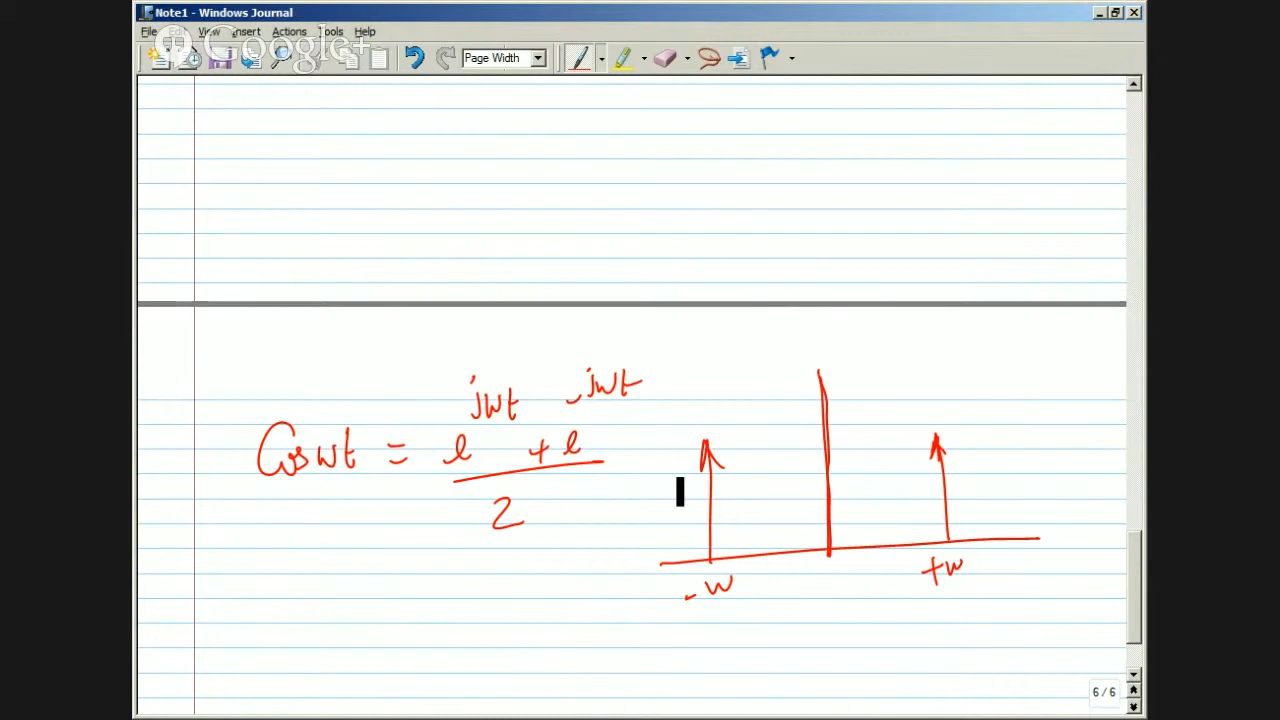 Note1 - Windows Journal
File Edit View Insert Actions Tools Help
Google+
Page Width
jwt -jwt
Cos wt = e + e
2
-w +w
6 / 6